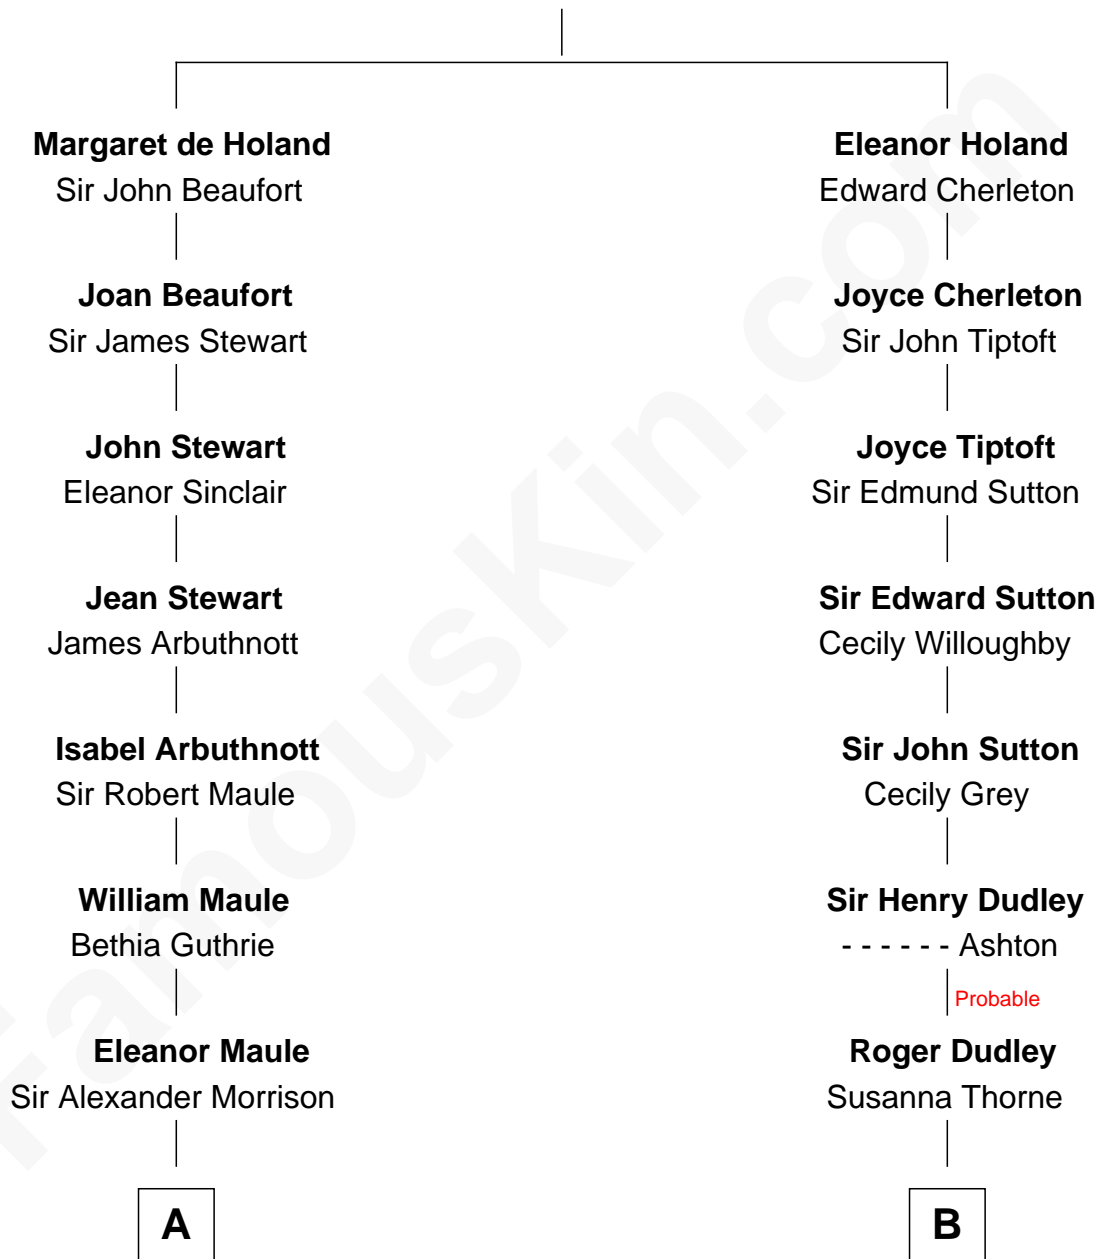 Margaret de Holand
Sir John Beaufort
Joan Beaufort
Sir James Stewart
John Stewart
Eleanor Sinclair
Jean Stewart
James Arbuthnott
Isabel Arbuthnott
Sir Robert Maule
William Maule
Bethia Guthrie
Eleanor Maule
Sir Alexander Morrison
A
Eleanor Holand
Edward Cherleton
Joyce Cherleton
Sir John Tiptoft
Joyce Tiptoft
Sir Edmund Sutton
Sir Edward Sutton
Cecily Willoughby
Sir John Sutton
Cecily Grey
Sir Henry Dudley
- - - - - - Ashton
Probable
Roger Dudley
Susanna Thorne
B
FamousKin.com